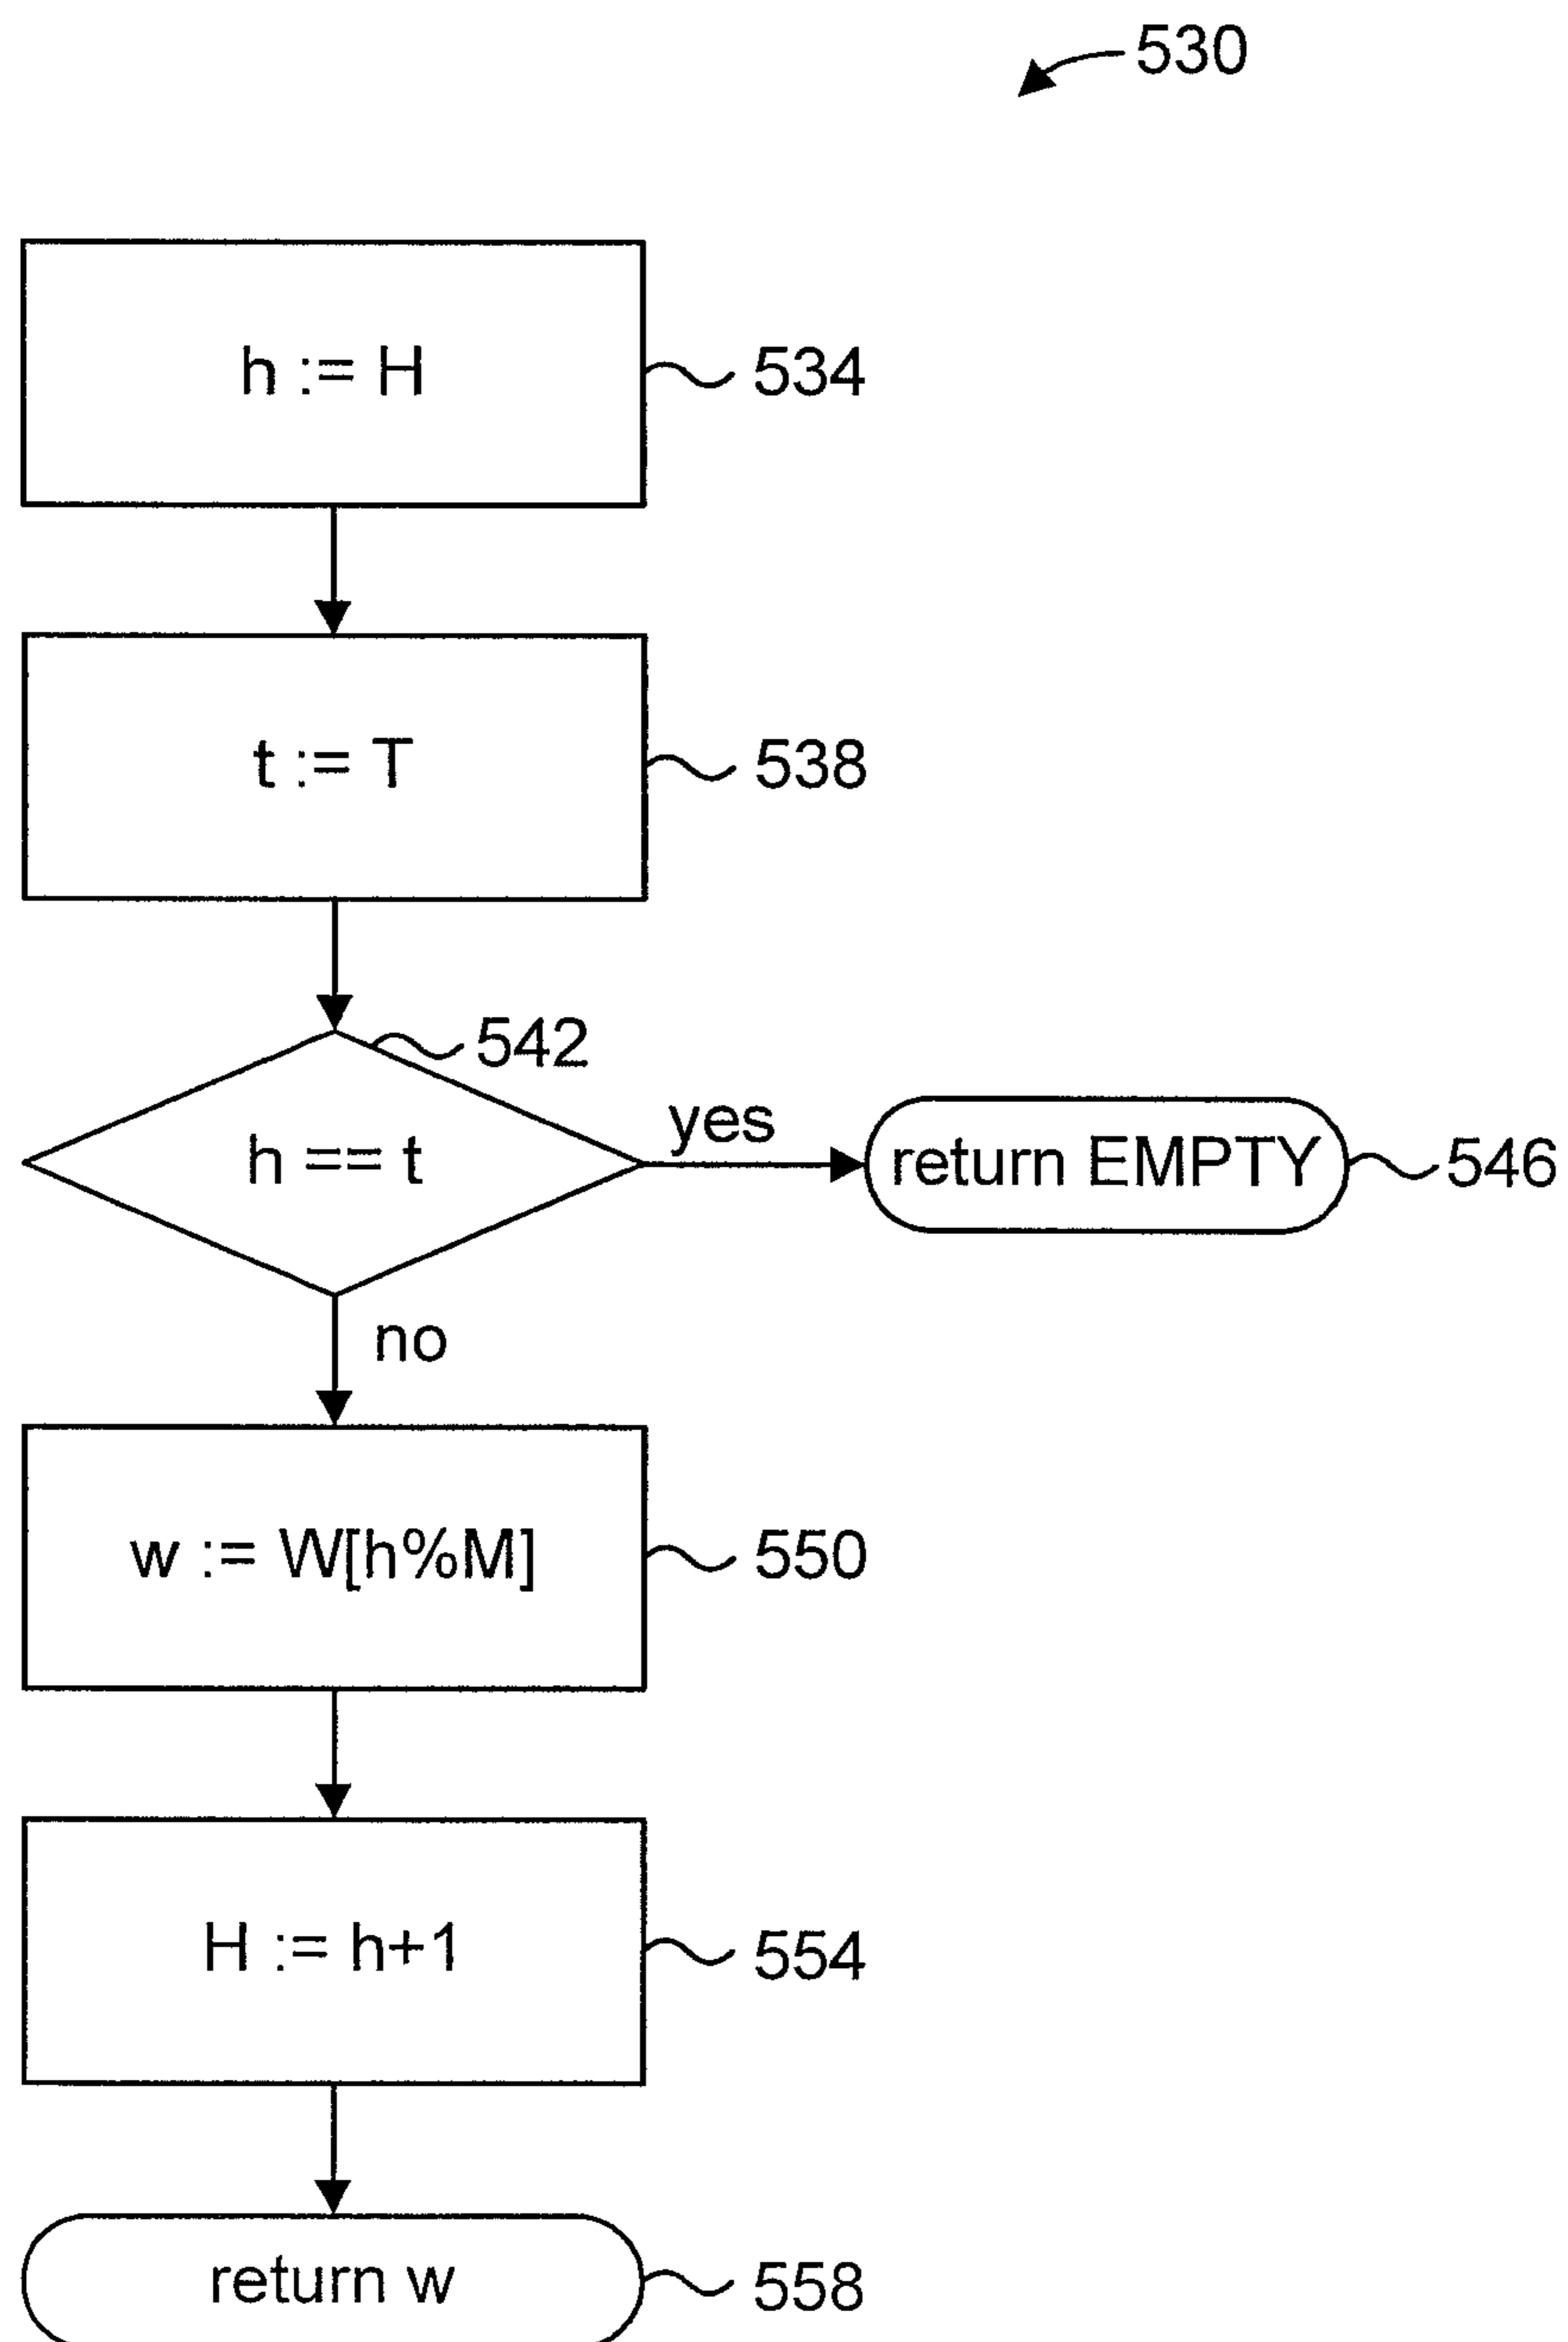 530
h := H
534
t := T
538
542
h == t
yes
return EMPTY
546
no
w := W[h%M]
550
H := h+1
554
return w
558